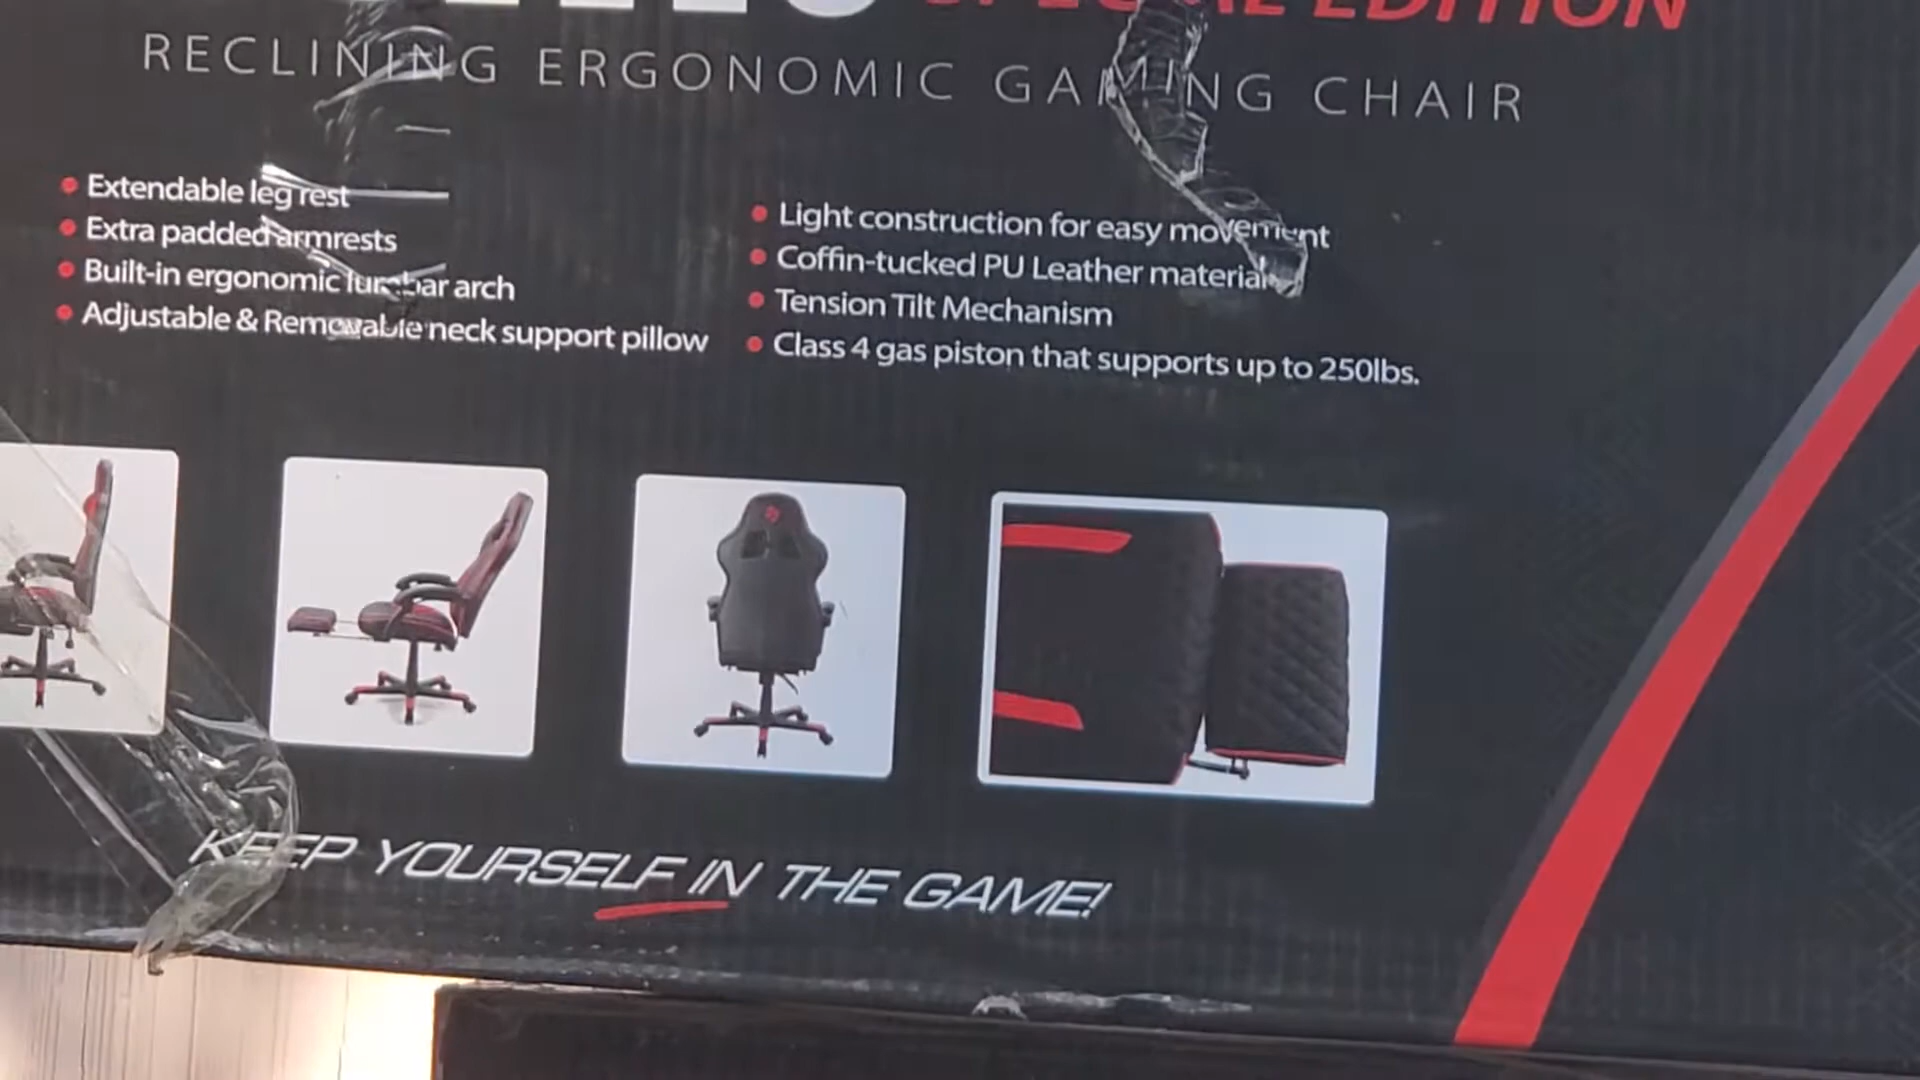 SPECIAL EDITION
RECLINING ERGONOMIC GAMING CHAIR
Extendable leg rest
Extra padded armrests
Built-in ergonomic lumbar arch
Adjustable & Removable neck support pillow
Light construction for easy movement
Coffin-tucked PU Leather material
Tension Tilt Mechanism
Class 4 gas piston that supports up to 250lbs.
KEEP YOURSELF IN THE GAME!